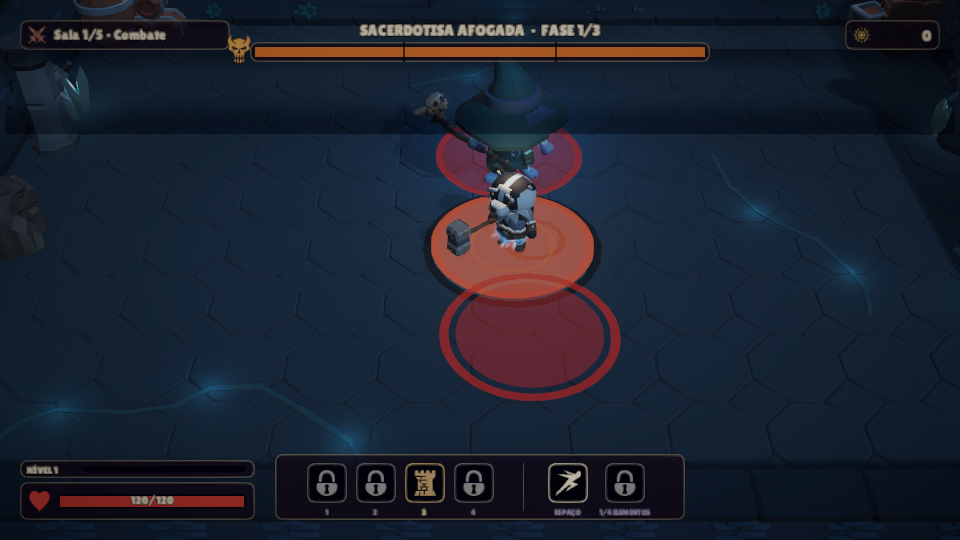 Sala 1/5 - Combate
SACERDOTISA AFOGADA - FASE 1/3
0
NÍVEL 1
120/120
1
2
3
4
ESPAÇO
1/4 ELEMENTOS